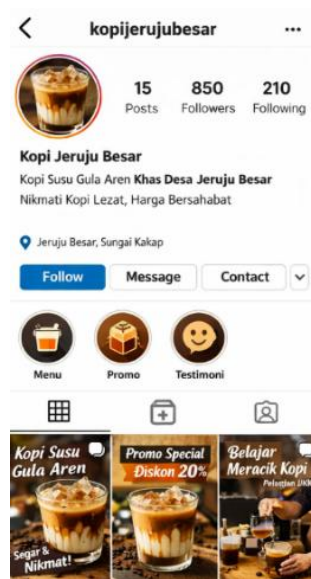 kopijerujubesar
15 850 210
Posts Followers Following
Kopi Jeruju Besar
Kopi Susu Gula Aren Khas Desa Jeruju Besar
Nikmati Kopi Lezat, Harga Bersahabat
Jeruju Besar, Sungai Kakap
Follow Message Contact
Menu Promo Testimoni
Kopi Susu
Gula Aren
Segar &
Nikmat!
Promo Special
Diskon 20%
Belajar
Meracik Kopi